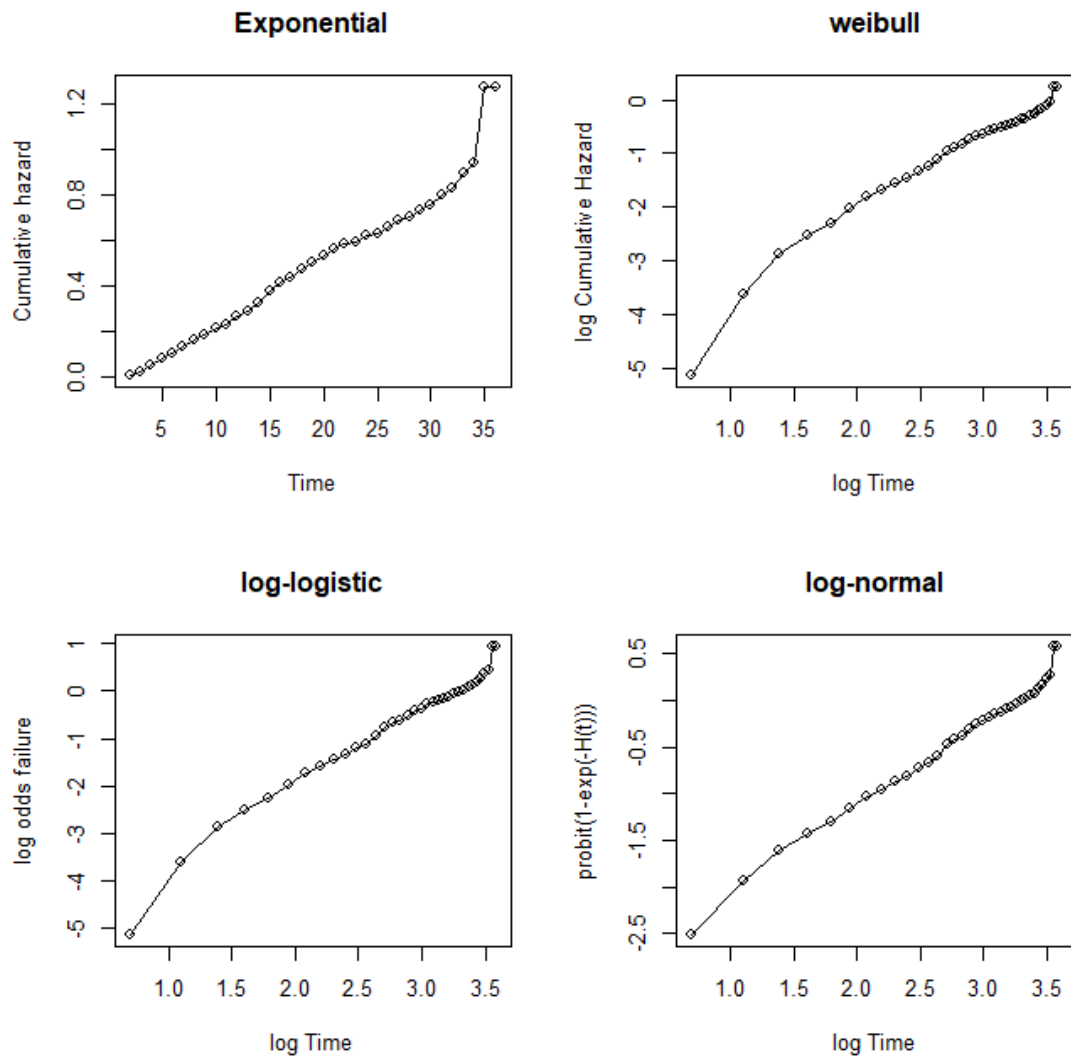 Exponential
Cumulative hazard
0.0 0.4 0.8 1.2
5 10 15 20 25 30 35
Time
weibull
log Cumulative Hazard
-5 -4 -3 -2 -1 0
1.0 1.5 2.0 2.5 3.0 3.5
log Time
log-logistic
log odds failure
-5 -4 -3 -2 -1 0 1
1.0 1.5 2.0 2.5 3.0 3.5
log Time
log-normal
probit(1-exp(-H(t)))
-2.5 -1.5 -0.5 0.5
1.0 1.5 2.0 2.5 3.0 3.5
log Time